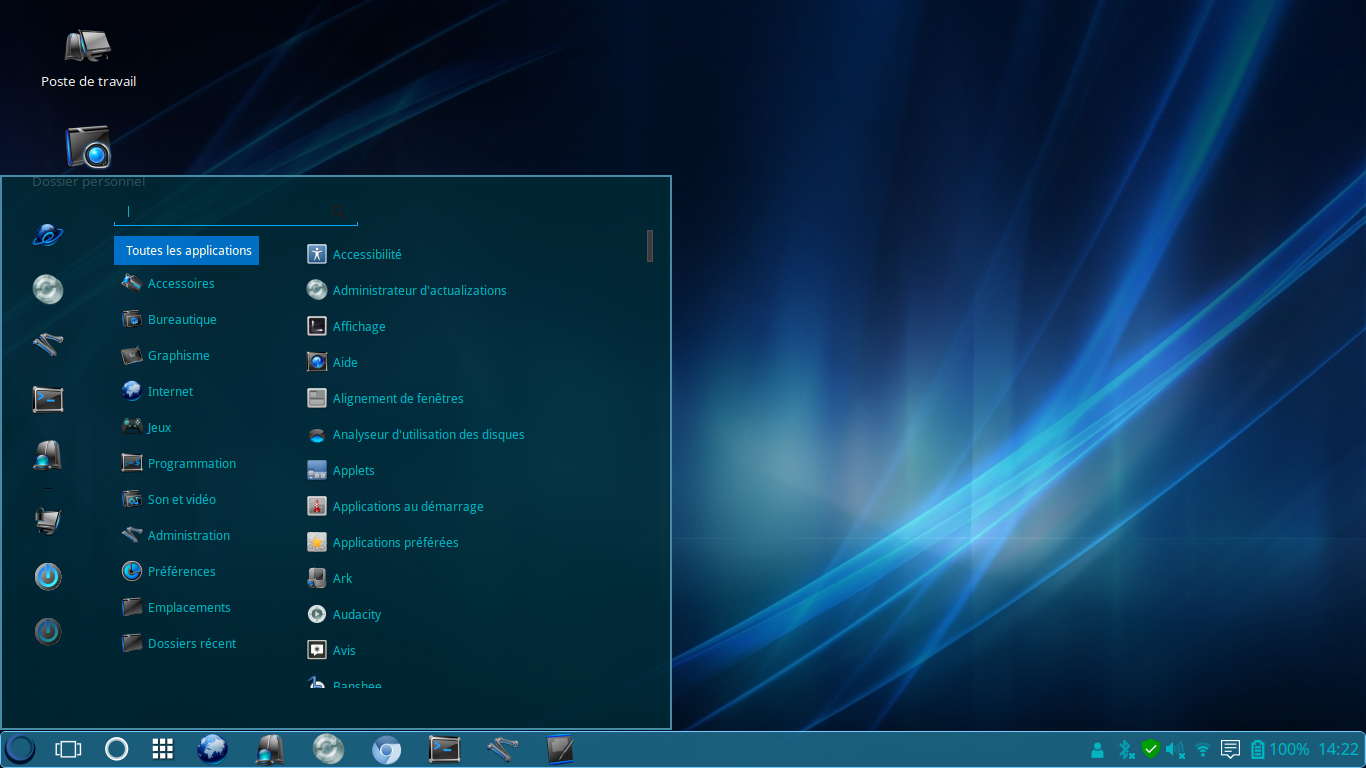 Poste de travail
Dossier personnel
Toutes les applications
Accessoires
Bureautique
Graphisme
Internet
Jeux
Programmation
Son et vidéo
Administration
Préférences
Emplacements
Dossiers récent
Accessibilité
Administrateur d'actualizations
Affichage
Aide
Alignement de fenêtres
Analyseur d'utilisation des disques
Applets
Applications au démarrage
Applications préférées
Ark
Audacity
Avis
Banshee
100% 14:22